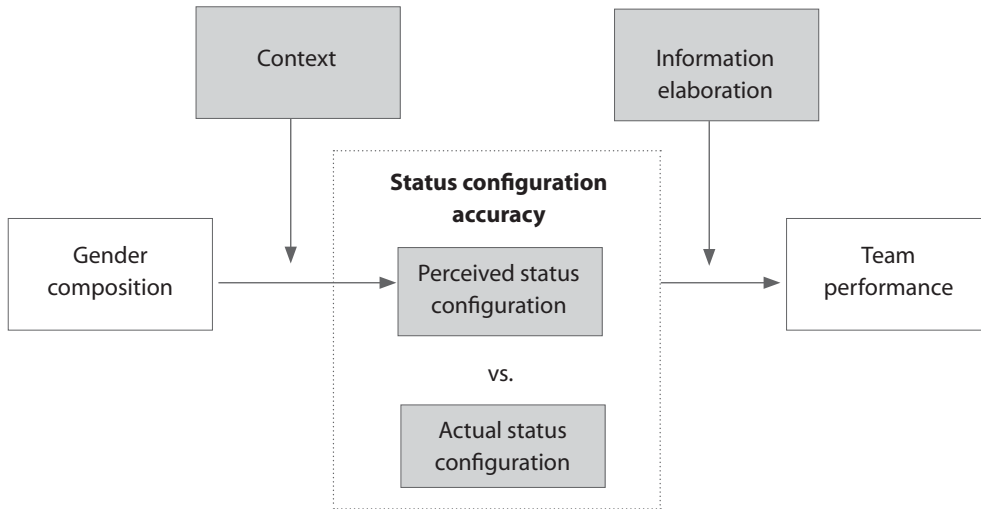 Context
Information
elaboration
Status configuration
accuracy
Gender
composition
Perceived status
configuration
Team
performance
vs.
Actual status
configuration